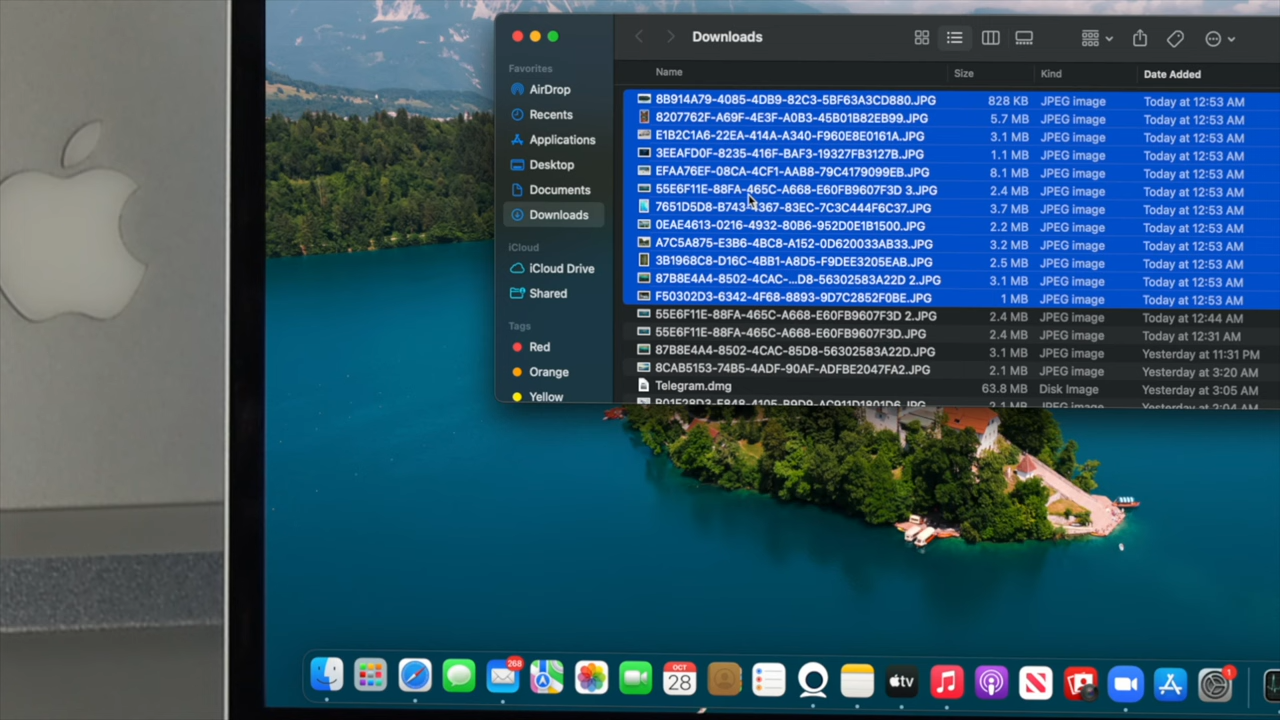 Downloads
Favorites
AirDrop
Recents
Applications
Desktop
Documents
Downloads
iCloud
iCloud Drive
Shared
Tags
Red
Orange
Yellow
Name Size Kind Date Added
8B914A79-4085-4DB9-82C3-5BF63A3CD880.JPG 828 KB JPEG image Today at 12:53 AM
8207762F-A69F-4E3F-A0B3-45B01B82EB99.JPG 5.7 MB JPEG image Today at 12:53 AM
E1B2C1A6-22EA-414A-A340-F960E8E0161A.JPG 3.1 MB JPEG image Today at 12:53 AM
3EEAFD0F-8235-416F-BAF3-19327FB3127B.JPG 1.1 MB JPEG image Today at 12:53 AM
EFAA76EF-08CA-4CF1-AAB8-79C4179099EB.JPG 8.1 MB JPEG image Today at 12:53 AM
55E6F11E-88FA-465C-A668-E60FB9607F3D 3.JPG 2.4 MB JPEG image Today at 12:53 AM
7651D5D8-B743-4367-83EC-7C3C444F6C37.JPG 3.7 MB JPEG image Today at 12:53 AM
0EAE4613-0216-4932-80B6-952D0E1B1500.JPG 2.2 MB JPEG image Today at 12:53 AM
A7C5A875-E3B6-4BC8-A152-0D620033AB33.JPG 3.2 MB JPEG image Today at 12:53 AM
3B1968C8-D16C-4BB1-A8D5-F9DEE3205EAB.JPG 2.5 MB JPEG image Today at 12:53 AM
87B8E4A4-8502-4CAC-...D8-56302583A22D 2.JPG 3.1 MB JPEG image Today at 12:53 AM
F50302D3-6342-4F68-8893-9D7C2852F0BE.JPG 1 MB JPEG image Today at 12:53 AM
55E6F11E-88FA-465C-A668-E60FB9607F3D 2.JPG 2.4 MB JPEG image Today at 12:44 AM
55E6F11E-88FA-465C-A668-E60FB9607F3D.JPG 2.4 MB JPEG image Today at 12:31 AM
87B8E4A4-8502-4CAC-85D8-56302583A22D.JPG 3.1 MB JPEG image Yesterday at 11:31 PM
8CAB5153-74B5-4ADF-90AF-ADFBE2047FA2.JPG 2.1 MB JPEG image Yesterday at 3:20 AM
Telegram.dmg 63.8 MB Disk Image Yesterday at 3:05 AM
2.1 MB JPEG image Yesterday at 2:04 AM
268
OCT
28
tv
1